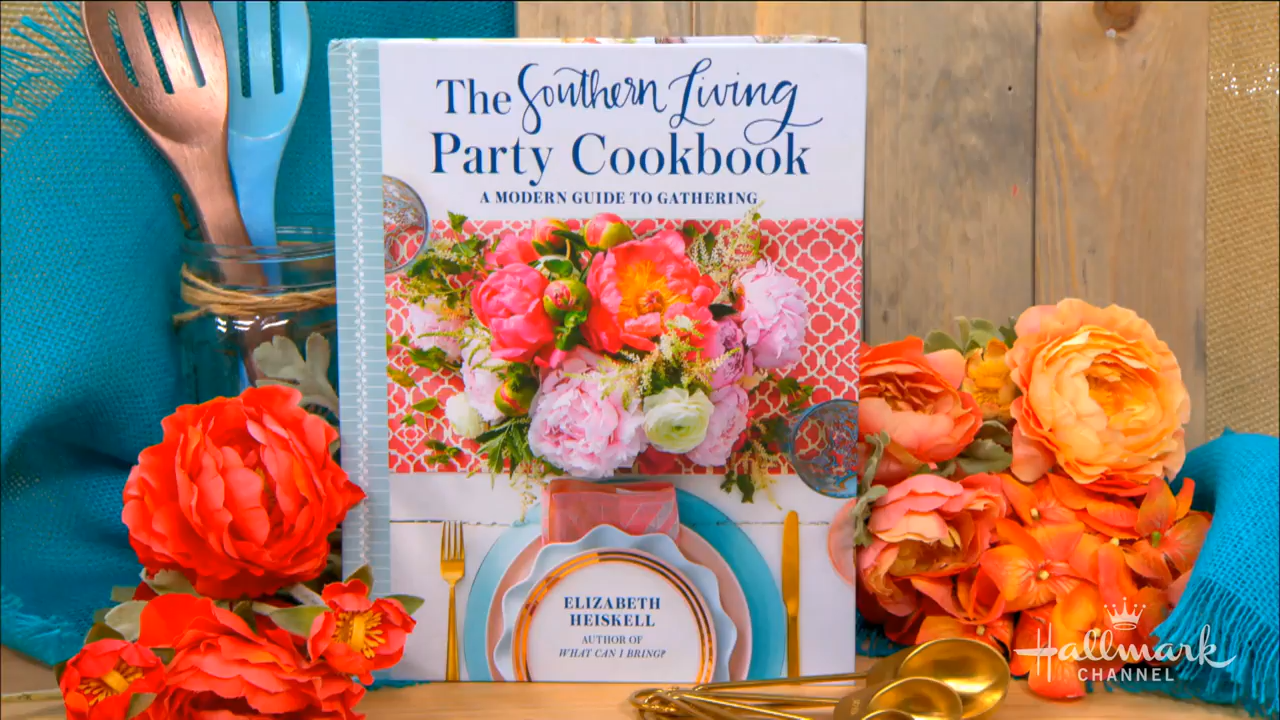 The Southern Living
Party Cookbook
A MODERN GUIDE TO GATHERING
ELIZABETH
HEISKELL
AUTHOR OF
WHAT CAN I BRING?
Hallmark
CHANNEL